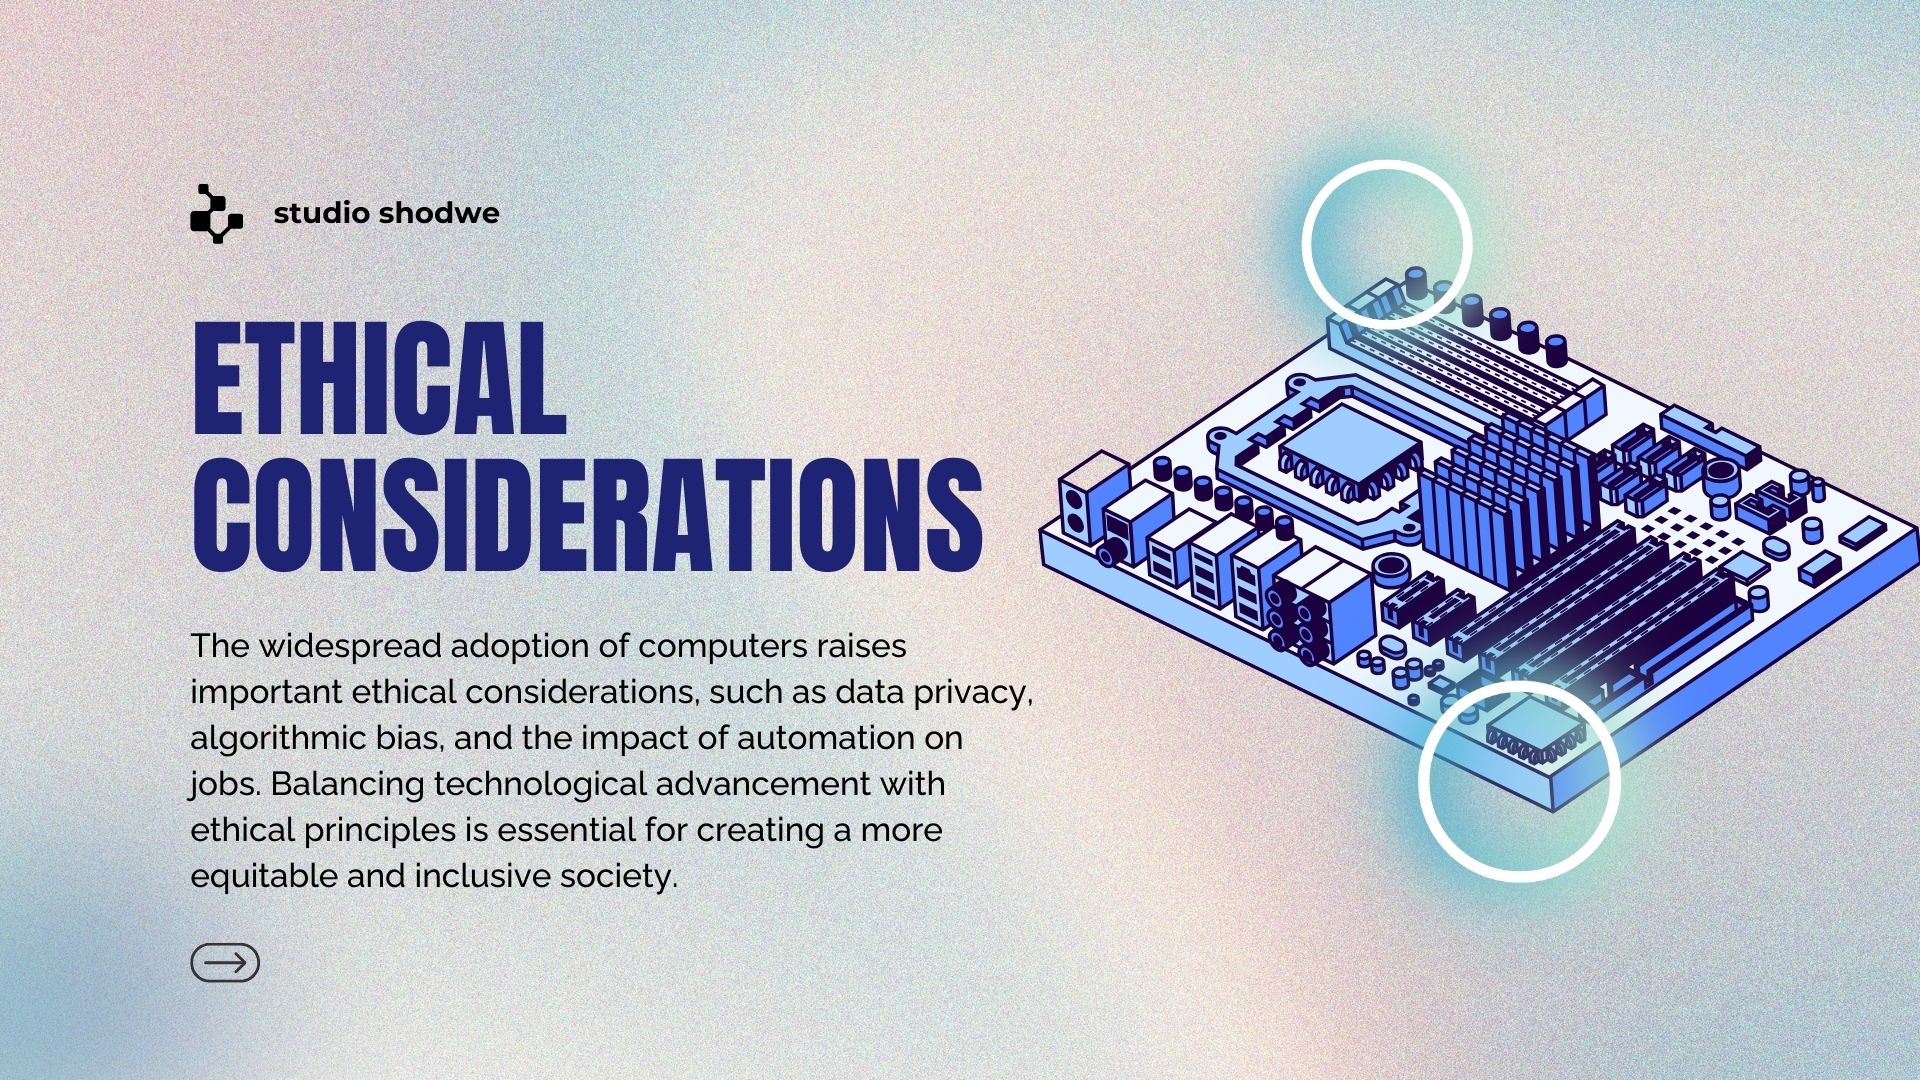 studio shodwe
ETHICAL
CONSIDERATIONS
The widespread adoption of computers raises
important ethical considerations, such as data privacy,
algorithmic bias, and the impact of automation on
jobs. Balancing technological advancement with
ethical principles is essential for creating a more
equitable and inclusive society.